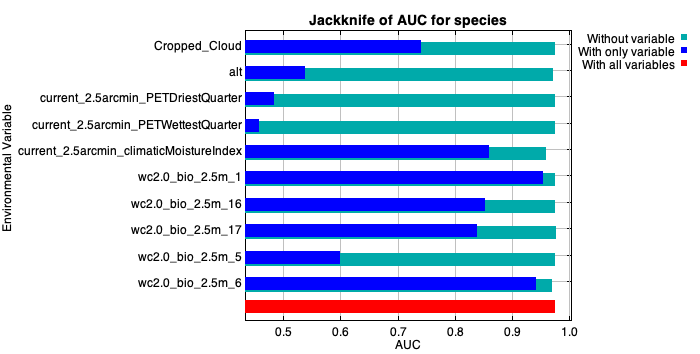 Jackknife of AUC for species
Without variable
With only variable
With all variables
Environmental Variable
Cropped_Cloud
alt
current_2.5arcmin_PETDriestQuarter
current_2.5arcmin_PETWettestQuarter
current_2.5arcmin_climaticMoistureIndex
wc2.0_bio_2.5m_1
wc2.0_bio_2.5m_16
wc2.0_bio_2.5m_17
wc2.0_bio_2.5m_5
wc2.0_bio_2.5m_6
0.5 0.6 0.7 0.8 0.9 1.0
AUC